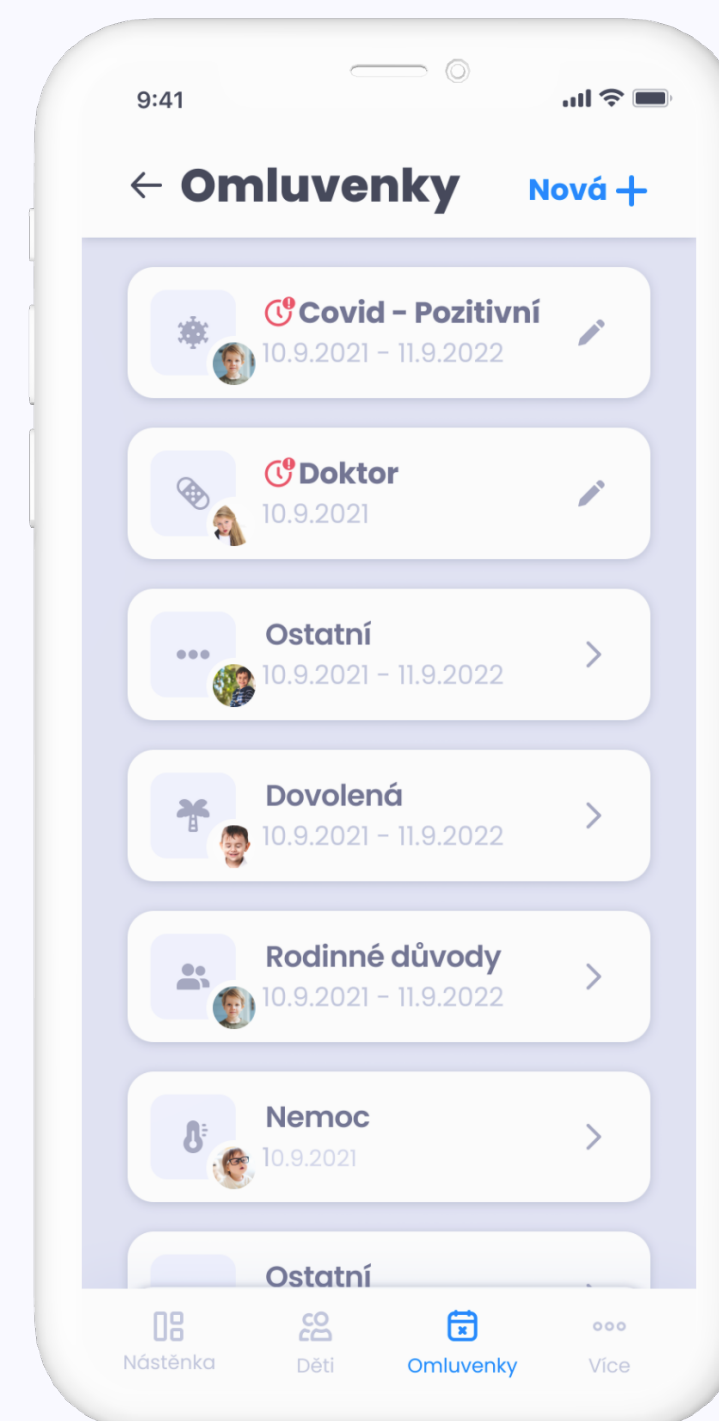 9:41
Omluvenky
Nová +
Covid - Pozitivní
10.9.2021 - 11.9.2022
Doktor
10.9.2021
Ostatní
10.9.2021 - 11.9.2022
Dovolená
10.9.2021 - 11.9.2022
Rodinné důvody
10.9.2021 - 11.9.2022
Nemoc
10.9.2021
Ostatní
Nástěnka
Děti
Omluvenky
Více